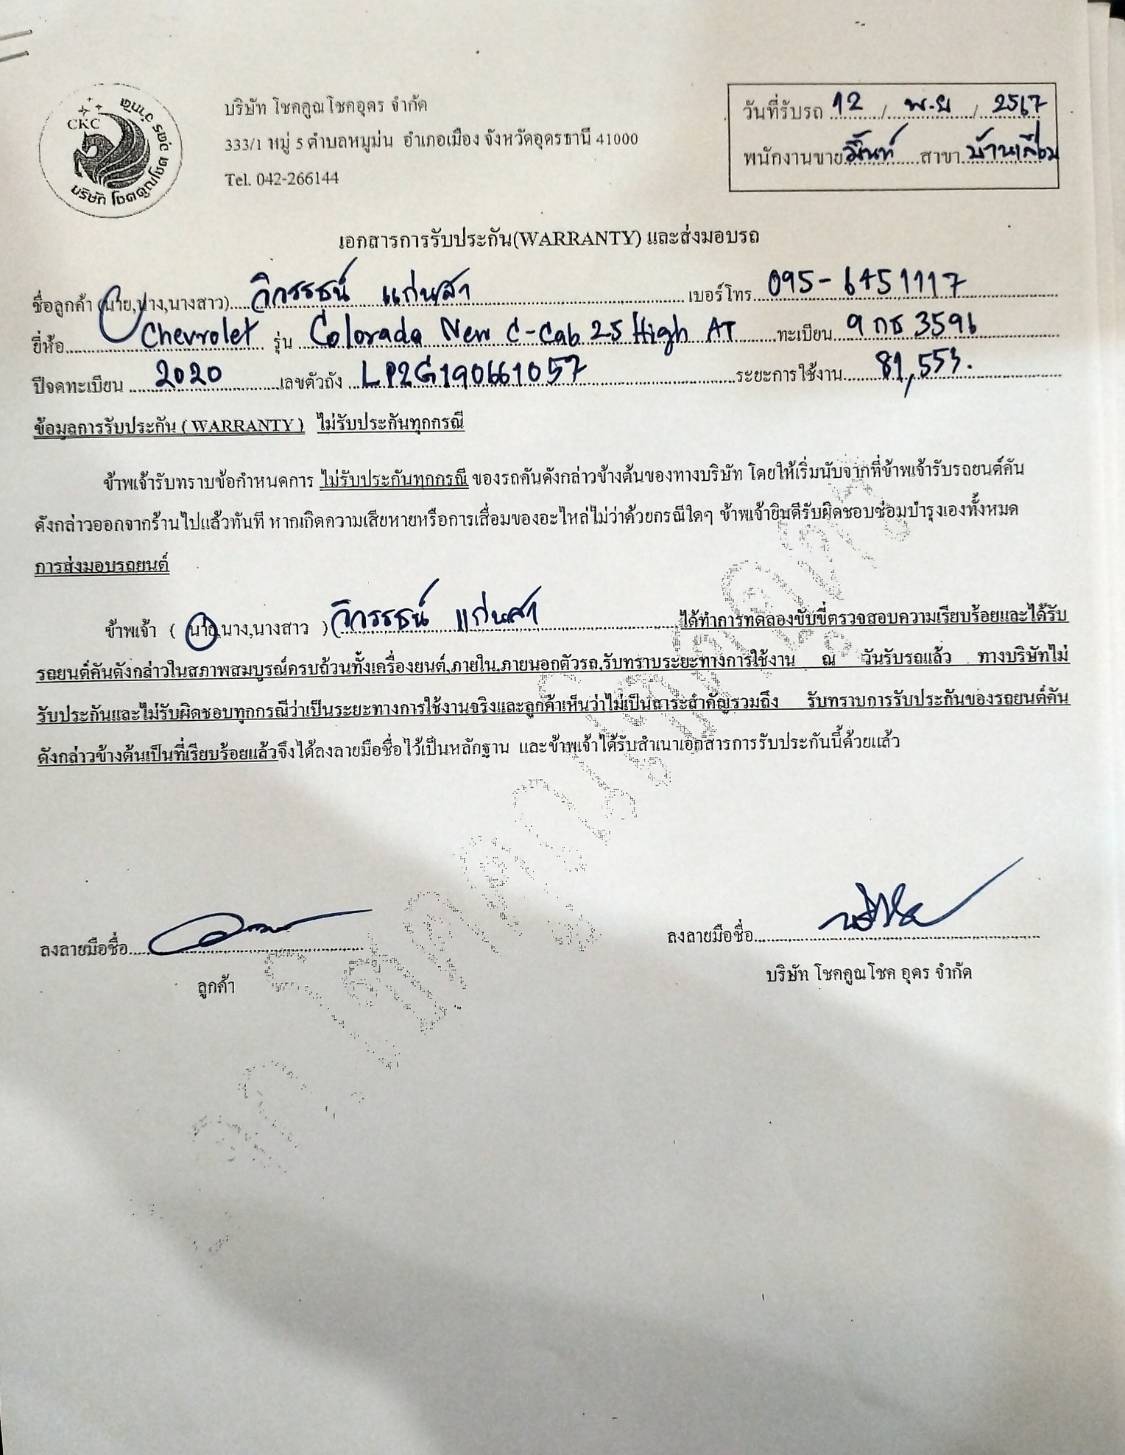 CKC
บริษัท โชคคูณโชคอุดร จำกัด
333/1 หมู่ 5 ตำบลหมูม่น อำเภอเมือง จังหวัดอุดรธานี 41000
Tel. 042-266144
วันที่รับรถ 12 / พ.ย / 2567
พนักงานขาย มิ้นท์ สาขา บ้านเลื่อม
เอกสารการรับประกัน(WARRANTY) และส่งมอบรถ
ชื่อลูกค้า (นาย,นาง,นางสาว) วิภรรธน์ แก่นสา เบอร์โทร 095-6451117
ยี่ห้อ Chevrolet รุ่น Colorado New C-Cab 2.5 High AT ทะเบียน 9 กธ 3596
ปีจดทะเบียน 2020 เลขตัวถัง LP2G190661057 ระยะการใช้งาน 81,553.
ข้อมูลการรับประกัน ( WARRANTY ) ไม่รับประกันทุกกรณี
ข้าพเจ้ารับทราบข้อกำหนดการ ไม่รับประกันทุกกรณี ของรถคันดังกล่าวข้างต้นของทางบริษัท โดยให้เริ่มนับจากที่ข้าพเจ้ารับรถยนต์คัน
ดังกล่าวออกจากร้านไปแล้วทันที หากเกิดความเสียหายหรือการเสื่อมของอะไหล่ไม่ว่าด้วยกรณีใดๆ ข้าพเจ้ายินดีรับผิดชอบซ่อมบำรุงเองทั้งหมด
การส่งมอบรถยนต์
ข้าพเจ้า ( นาย,นาง,นางสาว ) วิภรรธน์ แก่นสา ได้ทำการทดลองขับขี่ตรวจสอบความเรียบร้อยและได้รับ
รถยนต์คันดังกล่าวในสภาพสมบูรณ์ครบถ้วนทั้งเครื่องยนต์,ภายใน,ภายนอกตัวรถ,รับทราบระยะทางการใช้งาน ณ วันรับรถแล้ว ทางบริษัทไม่
รับประกันและไม่รับผิดชอบทุกกรณีว่าเป็นระยะทางการใช้งานจริงและลูกค้าเห็นว่าไม่เป็นสาระสำคัญรวมถึง รับทราบการรับประกันของรถยนต์คัน
ดังกล่าวข้างต้นเป็นที่เรียบร้อยแล้วจึงได้ลงลายมือชื่อไว้เป็นหลักฐาน และข้าพเจ้าได้รับสำเนาเอกสารการรับประกันนี้ด้วยแล้ว
ลงลายมือชื่อ
ลูกค้า
ลงลายมือชื่อ
บริษัท โชคคูณโชค อุดร จำกัด